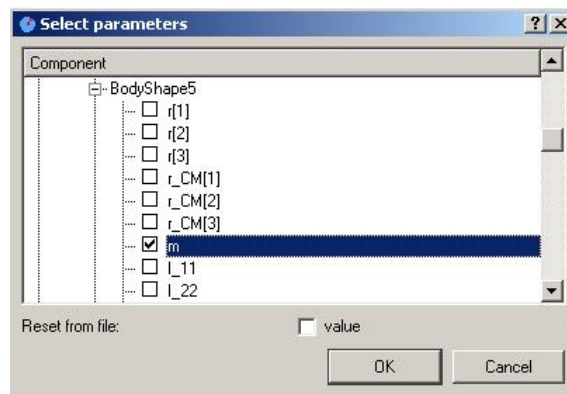 Select parameters
Component
BodyShape5
r[1]
r[2]
r[3]
r_CM[1]
r_CM[2]
r_CM[3]
m
I_11
I_22
Reset from file: value
OK Cancel